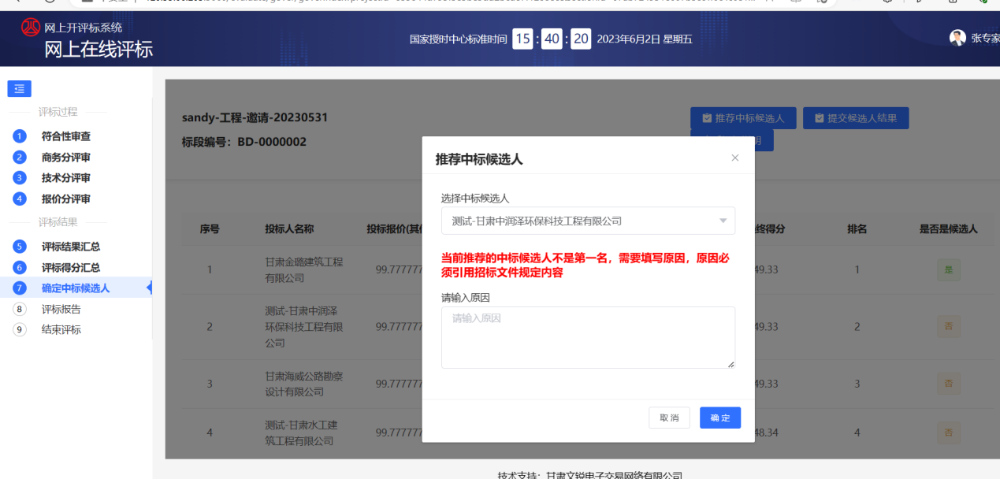 网上开评标系统
网上在线评标
国家授时中心标准时间 15 : 40 : 20 2023年6月2日 星期五
张专家
评标过程
1 符合性审查
2 商务分评审
3 技术分评审
4 报价分评审
评标结果
5 评标结果汇总
6 评标得分汇总
7 确定中标候选人
8 评标报告
9 结束评标
sandy-工程-邀请-20230531
标段编号：BD-0000002
推荐中标候选人
提交候选人结果
明
序号 投标人名称 投标报价(其 终得分 排名 是否是候选人
1 甘肃金璐建筑工程 99.777777 49.33 1 是
有限公司
2 测试-甘肃中润泽 99.777777 49.33 2 否
环保科技工程有限
公司
3 甘肃海威公路勘察 99.777777 49.33 3 否
设计有限公司
4 测试-甘肃水工建 99.777777 48.34 4 否
筑工程有限公司
推荐中标候选人
选择中标候选人
测试-甘肃中润泽环保科技工程有限公司
当前推荐的中标候选人不是第一名，需要填写原因，原因必
须引用招标文件规定内容
请输入原因
请输入原因
取 消
确 定
技术支持：甘肃文锐电子交易网络有限公司